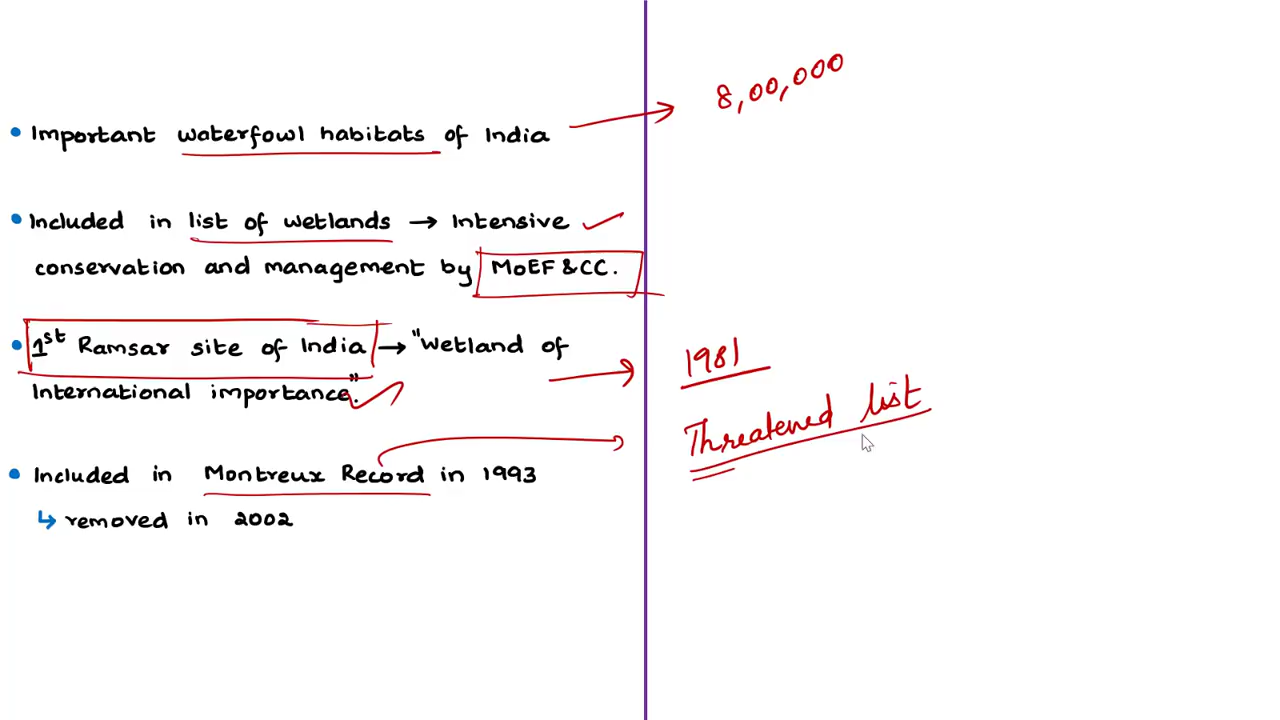 8,00,000
• Important waterfowl habitats of India
• Included in list of wetlands → Intensive
conservation and management by MoEF&CC.
• 1st Ramsar site of India → "Wetland of
International importance."
1981
Threatened list
• Included in Montreux Record in 1993
↳ removed in 2002